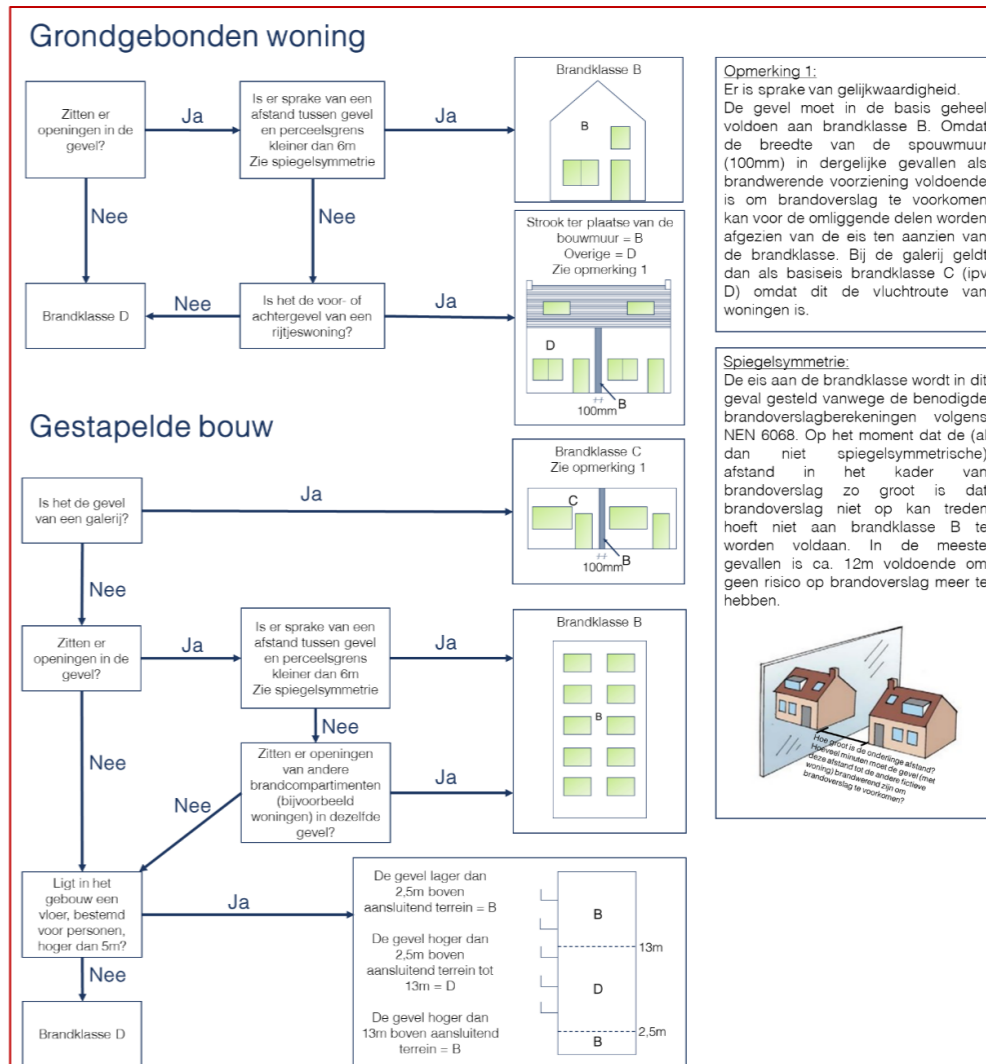 Grondgebonden woning
Zitten er
openingen in de
gevel?
Ja
Is er sprake van een
afstand tussen gevel
en perceelsgrens
kleiner dan 6m
Zie spiegelsymmetrie
Ja
Brandklasse B
B
Nee
Nee
Brandklasse D
Nee
Is het de voor- of
achtergevel van een
rijtjeswoning?
Ja
Strook ter plaatse van de
bouwmuur = B
Overige = D
Zie opmerking 1
D
B
100mm
Gestapelde bouw
Is het de gevel
van een galerij?
Ja
Brandklasse C
Zie opmerking 1
C
B
100mm
Nee
Zitten er
openingen in de
gevel?
Ja
Is er sprake van een
afstand tussen gevel
en perceelsgrens
kleiner dan 6m
Zie spiegelsymmetrie
Ja
Brandklasse B
B
Nee
Nee
Zitten er openingen
van andere
brandcompartimenten
(bijvoorbeeld
woningen) in dezelfde
gevel?
Ja
Nee
Ligt in het
gebouw een
vloer, bestemd
voor personen,
hoger dan 5m?
Ja
De gevel lager dan
2,5m boven
aansluitend terrein = B
De gevel hoger dan
2,5m boven
aansluitend terrein tot
13m = D
De gevel hoger dan
13m boven aansluitend
terrein = B
B
13m
D
2,5m
B
Nee
Brandklasse D
Opmerking 1:
Er is sprake van gelijkwaardigheid.
De gevel moet in de basis geheel
voldoen aan brandklasse B. Omdat
de breedte van de spouwmuur
(100mm) in dergelijke gevallen als
brandwerende voorziening voldoende
is om brandoverslag te voorkomen
kan voor de omliggende delen worden
afgezien van de eis ten aanzien van
de brandklasse. Bij de galerij geldt
dan als basiseis brandklasse C (ipv
D) omdat dit de vluchtroute van
woningen is.
Spiegelsymmetrie:
De eis aan de brandklasse wordt in dit
geval gesteld vanwege de benodigde
brandoverslagberekeningen volgens
NEN 6068. Op het moment dat de (al
dan niet spiegelsymmetrische)
afstand in het kader van
brandoverslag zo groot is dat
brandoverslag niet op kan treden
hoeft niet aan brandklasse B te
worden voldaan. In de meeste
gevallen is ca. 12m voldoende om
geen risico op brandoverslag meer te
hebben.
Hoe groot is de onderlinge afstand?
Hoeveel minuten moet de gevel (met
deze afstand tot de andere fictieve
woning) brandwerend zijn om
brandoverslag te voorkomen?